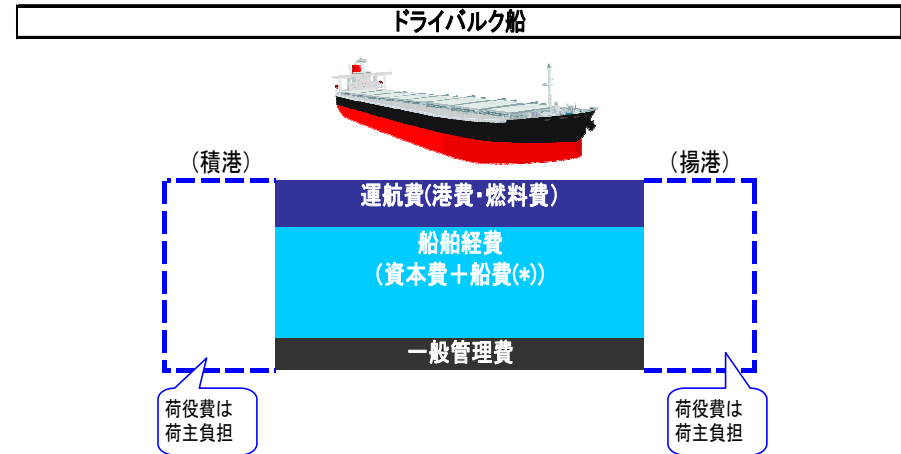 ドライバルク船
（積港）
（揚港）
運航費(港費・燃料費)
船舶経費
（資本費＋船費(*)）
一般管理費
荷役費は
荷主負担
荷役費は
荷主負担